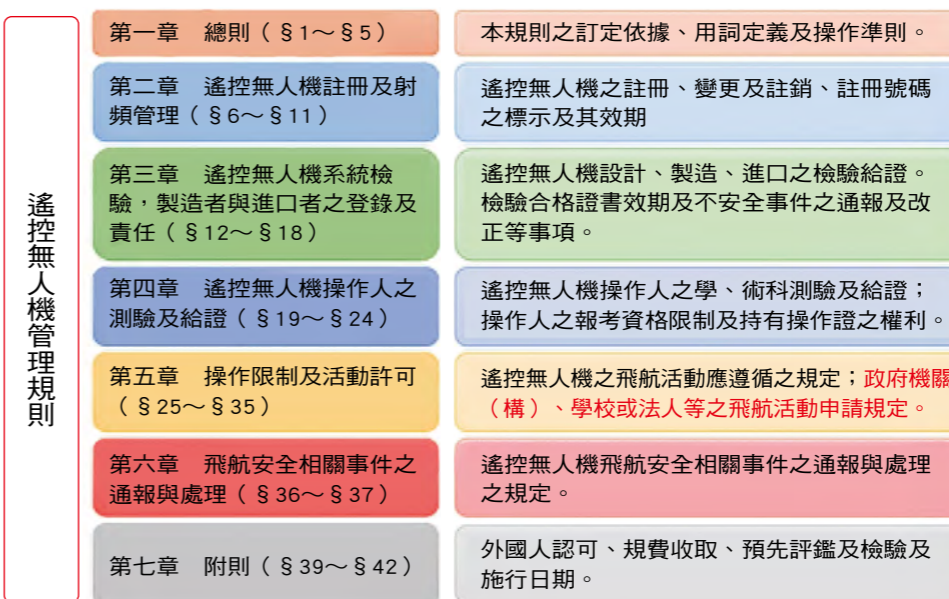 遙控無人機管理規則
第一章　總則（§1～§5）
本規則之訂定依據、用詞定義及操作準則。
第二章　遙控無人機註冊及射
頻管理（§6～§11）
遙控無人機之註冊、變更及註銷、註冊號碼
之標示及其效期
第三章　遙控無人機系統檢
驗，製造者與進口者之登錄及
責任（§12～§18）
遙控無人機設計、製造、進口之檢驗給證。
檢驗合格證書效期及不安全事件之通報及改
正等事項。
第四章　遙控無人機操作人之
測驗及給證（§19～§24）
遙控無人機操作人之學、術科測驗及給證；
操作人之報考資格限制及持有操作證之權利。
第五章　操作限制及活動許可
（§25～§35）
遙控無人機之飛航活動應遵循之規定；政府機關
（構）、學校或法人等之飛航活動申請規定。
第六章　飛航安全相關事件之
通報與處理（§36～§37）
遙控無人機飛航安全相關事件之通報與處理
之規定。
第七章　附則（§39～§42）
外國人認可、規費收取、預先評鑑及檢驗及
施行日期。